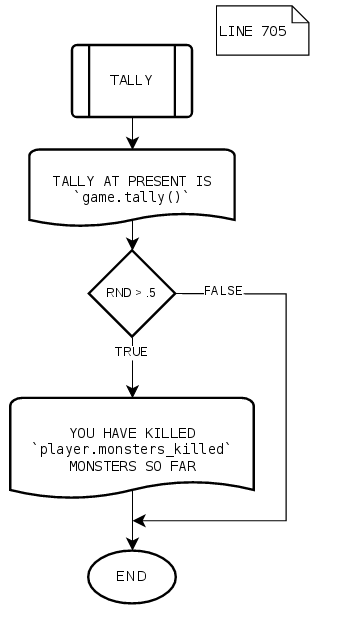 LINE 705
TALLY
TALLY AT PRESENT IS
`game.tally()`
RND > .5
FALSE
TRUE
YOU HAVE KILLED
`player.monsters_killed`
MONSTERS SO FAR
END